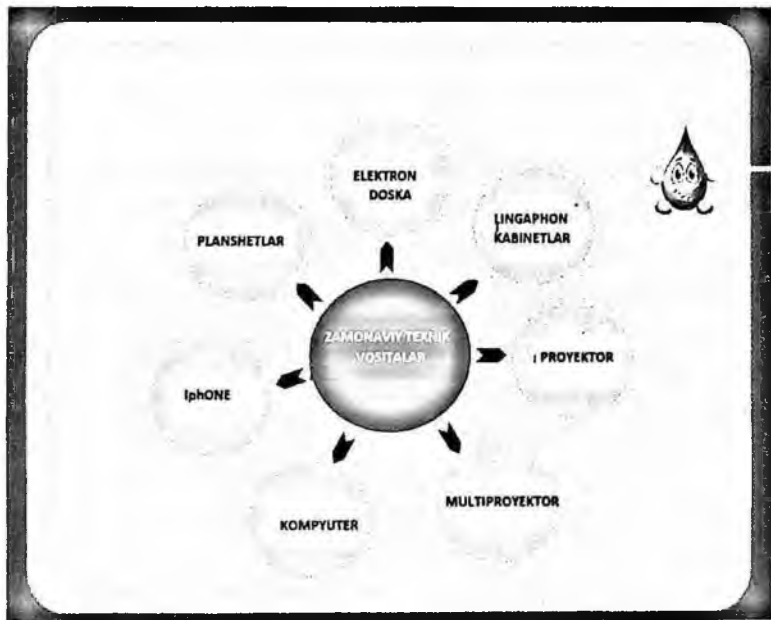 ELEKTRON
DOSKA
LINGAPHON
KABINETLAR
PLANSHETLAR
ZAMONAVIY TEXNIK
VOSITALAR
PROYEKTOR
IphONE
MULTIPROYEKTOR
KOMPYUTER